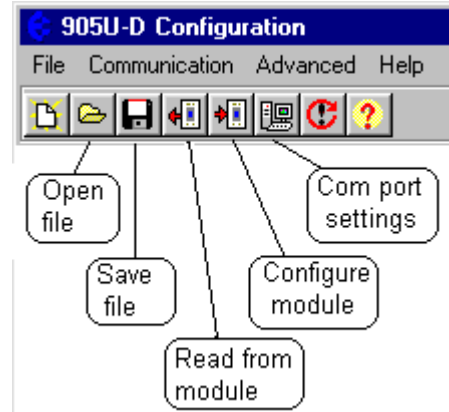 905U-D Configuration
File Communication Advanced Help
?
Open
file
Com port
settings
Save
file
Configure
module
Read from
module